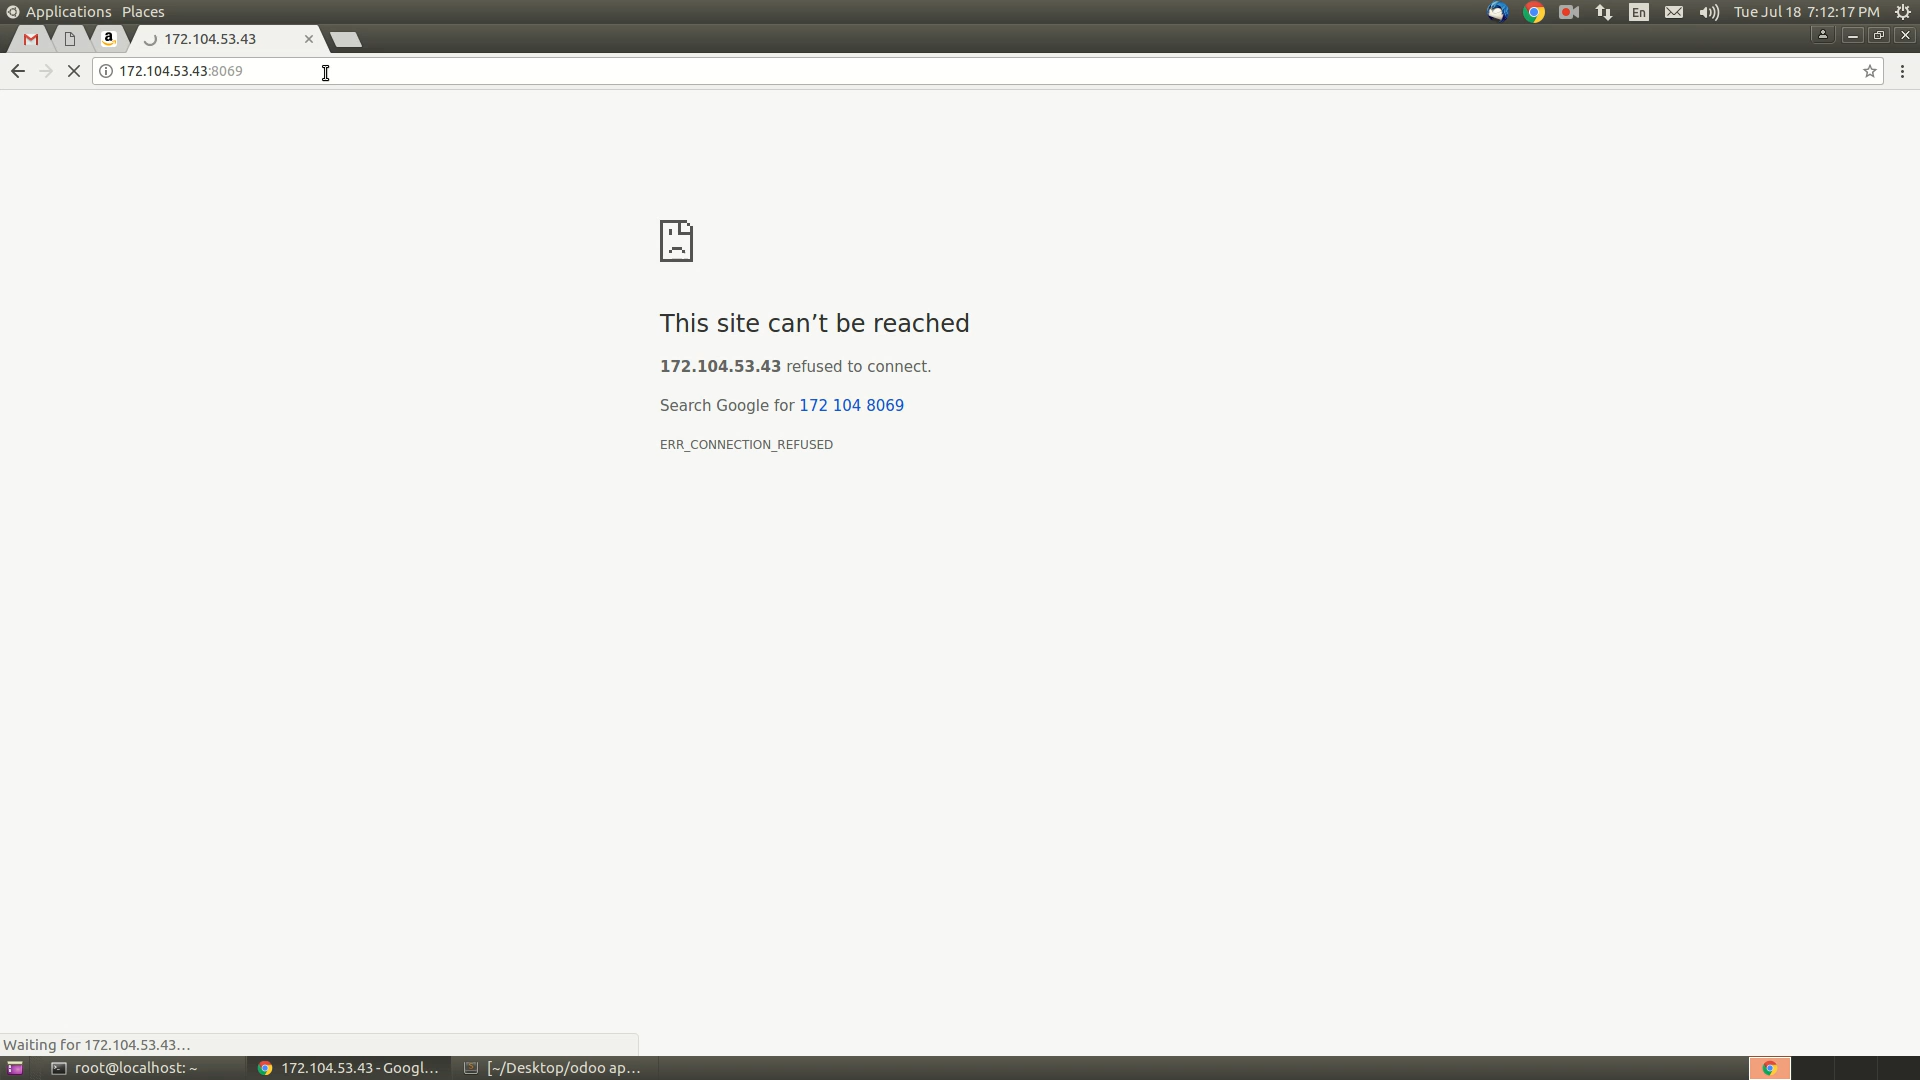 Applications Places
En
Tue Jul 18 7:12:17 PM
a 172.104.53.43
172.104.53.43:8069
This site can’t be reached
172.104.53.43 refused to connect.
Search Google for 172 104 8069
ERR_CONNECTION_REFUSED
Waiting for 172.104.53.43...
root@localhost: ~
172.104.53.43 - Googl...
[~/Desktop/odoo ap...